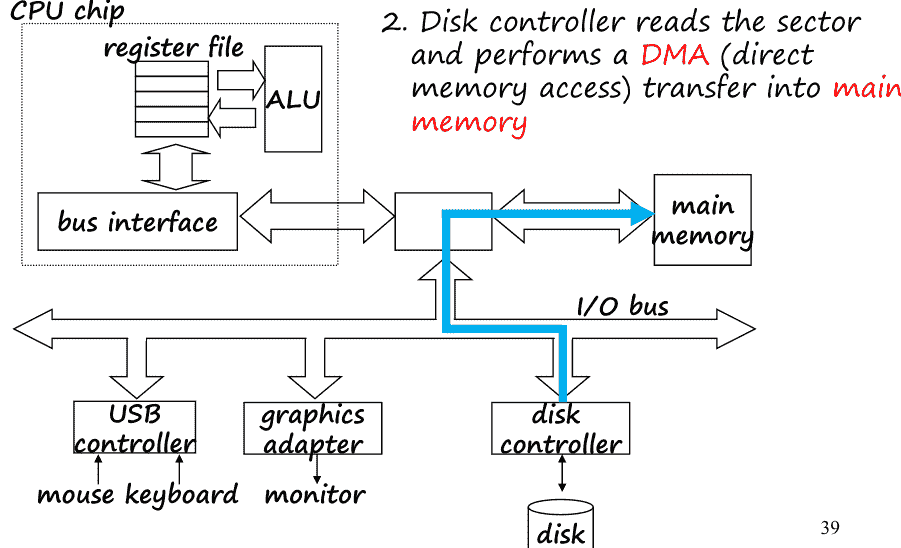 CPU chip
2. Disk controller reads the sector
and performs a DMA (direct
memory access) transfer into main
memory
register file
ALU
bus interface
main
memory
I/O bus
USB
controller
graphics
adapter
disk
controller
mouse keyboard
monitor
disk
39